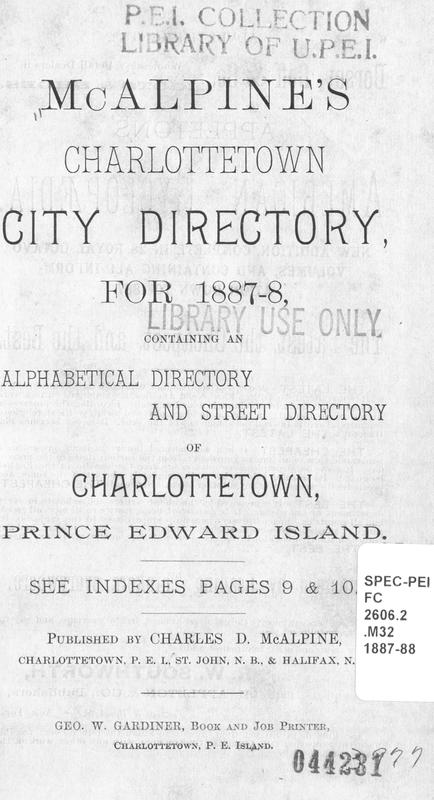 P.E.I. COLLECTION
LIBRARY OF U.P.E.I.
McALPINE'S
CHARLOTTETOWN
CITY DIRECTORY,
FOR 1887-8,
LIBRARY USE ONLY
CONTAINING AN
ALPHABETICAL DIRECTORY
AND STREET DIRECTORY
OF
CHARLOTTETOWN,
PRINCE EDWARD ISLAND.
SEE INDEXES PAGES 9 & 10.
SPEC-PEI
FC
2606.2
.M32
1887-88
PUBLISHED BY CHARLES D. McALPINE,
CHARLOTTETOWN, P. E. I., ST. JOHN, N. B., & HALIFAX, N.
GEO. W. GARDINER, BOOK AND JOB PRINTER,
CHARLOTTETOWN, P. E. ISLAND.